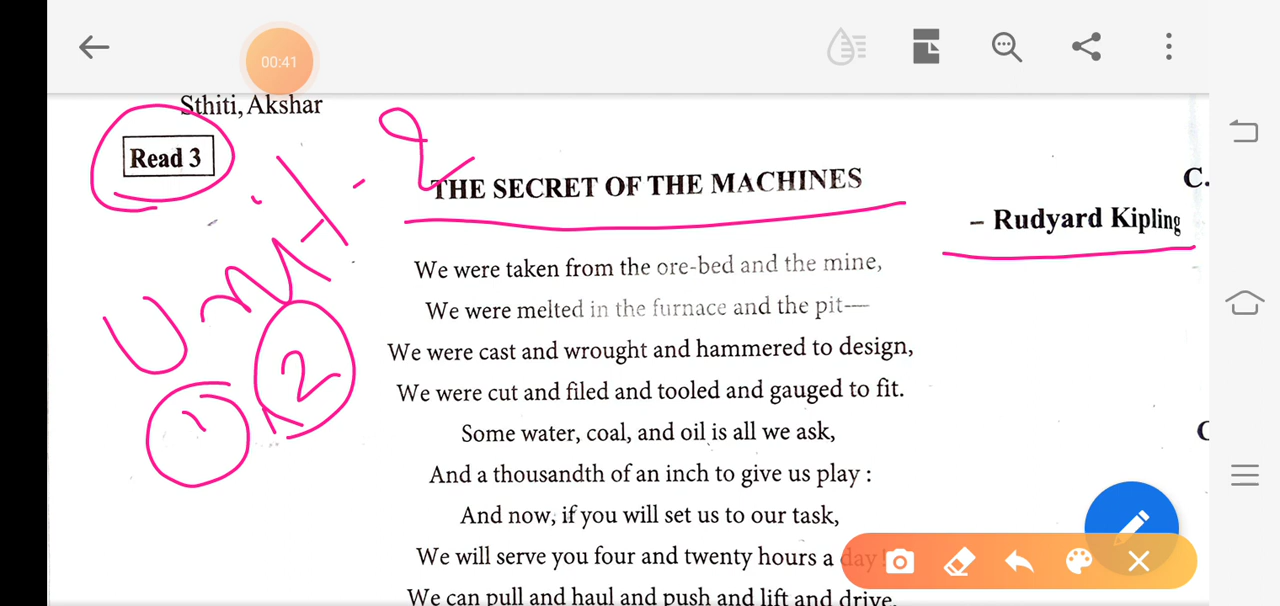 00:41
Sthiti, Akshar
Read 3
Unit - 2
THE SECRET OF THE MACHINES
C.
– Rudyard Kipling
We were taken from the ore-bed and the mine,
We were melted in the furnace and the pit—
We were cast and wrought and hammered to design,
We were cut and filed and tooled and gauged to fit.
1, 2
Some water, coal, and oil is all we ask,
And a thousandth of an inch to give us play :
And now, if you will set us to our task,
We will serve you four and twenty hours a day!
We can pull and haul and push and lift and drive,